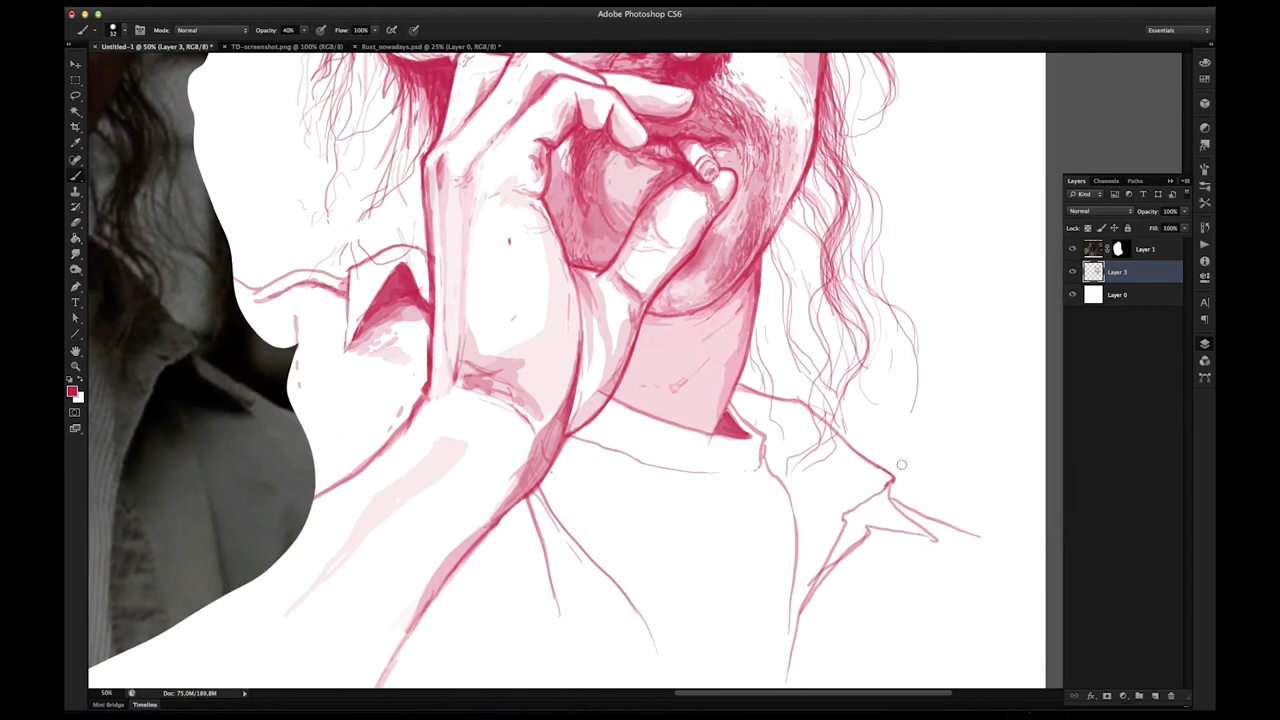 Adobe Photoshop CS6
32 Mode: Normal Opacity: 40% Flow: 100% Essentials
Untitled-1 @ 50% (Layer 3, RGB/8) * TD-screenshot.png @ 100% (RGB/8) Rust_nowadays.psd @ 25% (Layer 0, RGB/8) *
Layers Channels Paths
Kind
Normal Opacity: 100%
Lock: Fill: 100%
Layer 1
Layer 3
Layer 0
50% Doc: 75,0M/189,8M
Mini Bridge Timeline